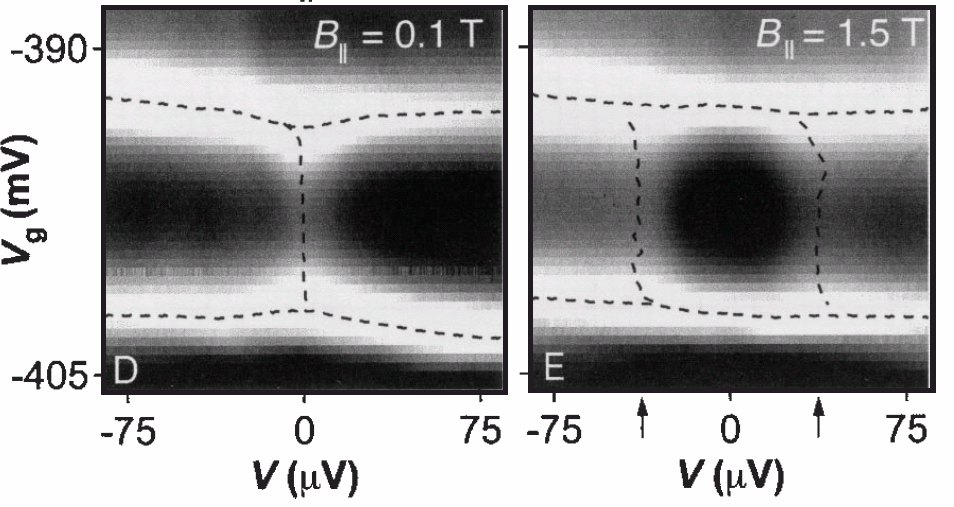 B|| = 0.1 T
B|| = 1.5 T
-390
Vg (mV)
-405
D
E
-75 0 75
-75 0 75
V (μV)
V (μV)